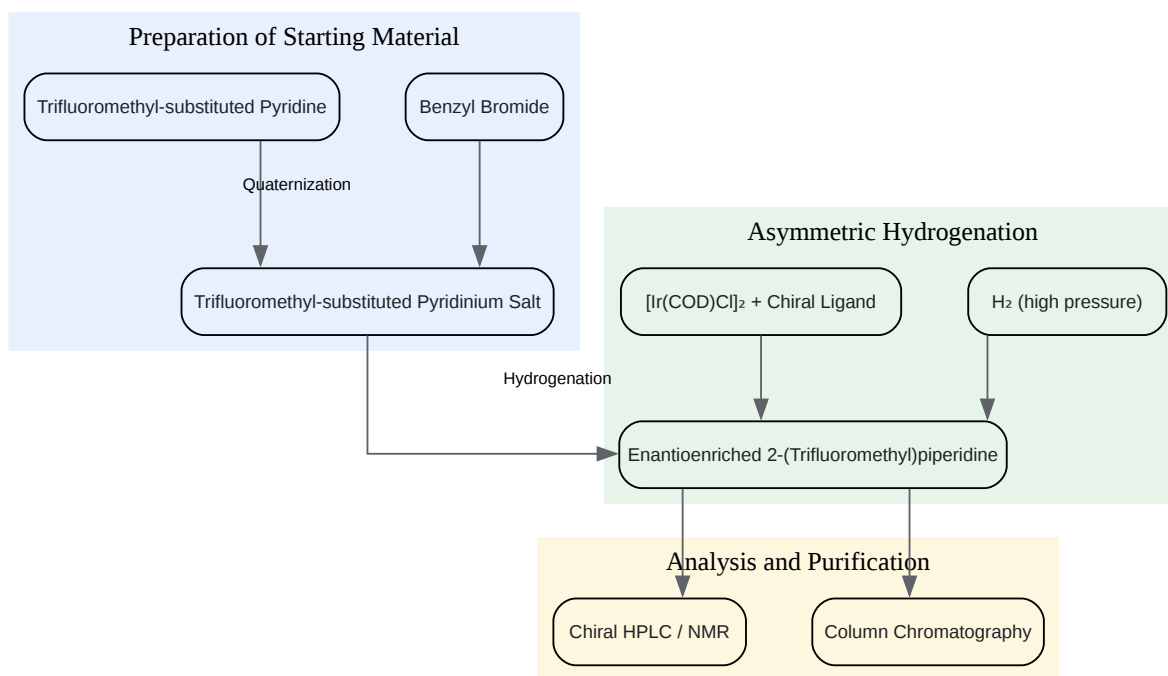 Preparation of Starting Material
Trifluoromethyl-substituted Pyridine
Benzyl Bromide
Quaternization
Trifluoromethyl-substituted Pyridinium Salt
Asymmetric Hydrogenation
[Ir(COD)Cl]₂ + Chiral Ligand
H₂ (high pressure)
Hydrogenation
Enantioenriched 2-(Trifluoromethyl)piperidine
Analysis and Purification
Chiral HPLC / NMR
Column Chromatography